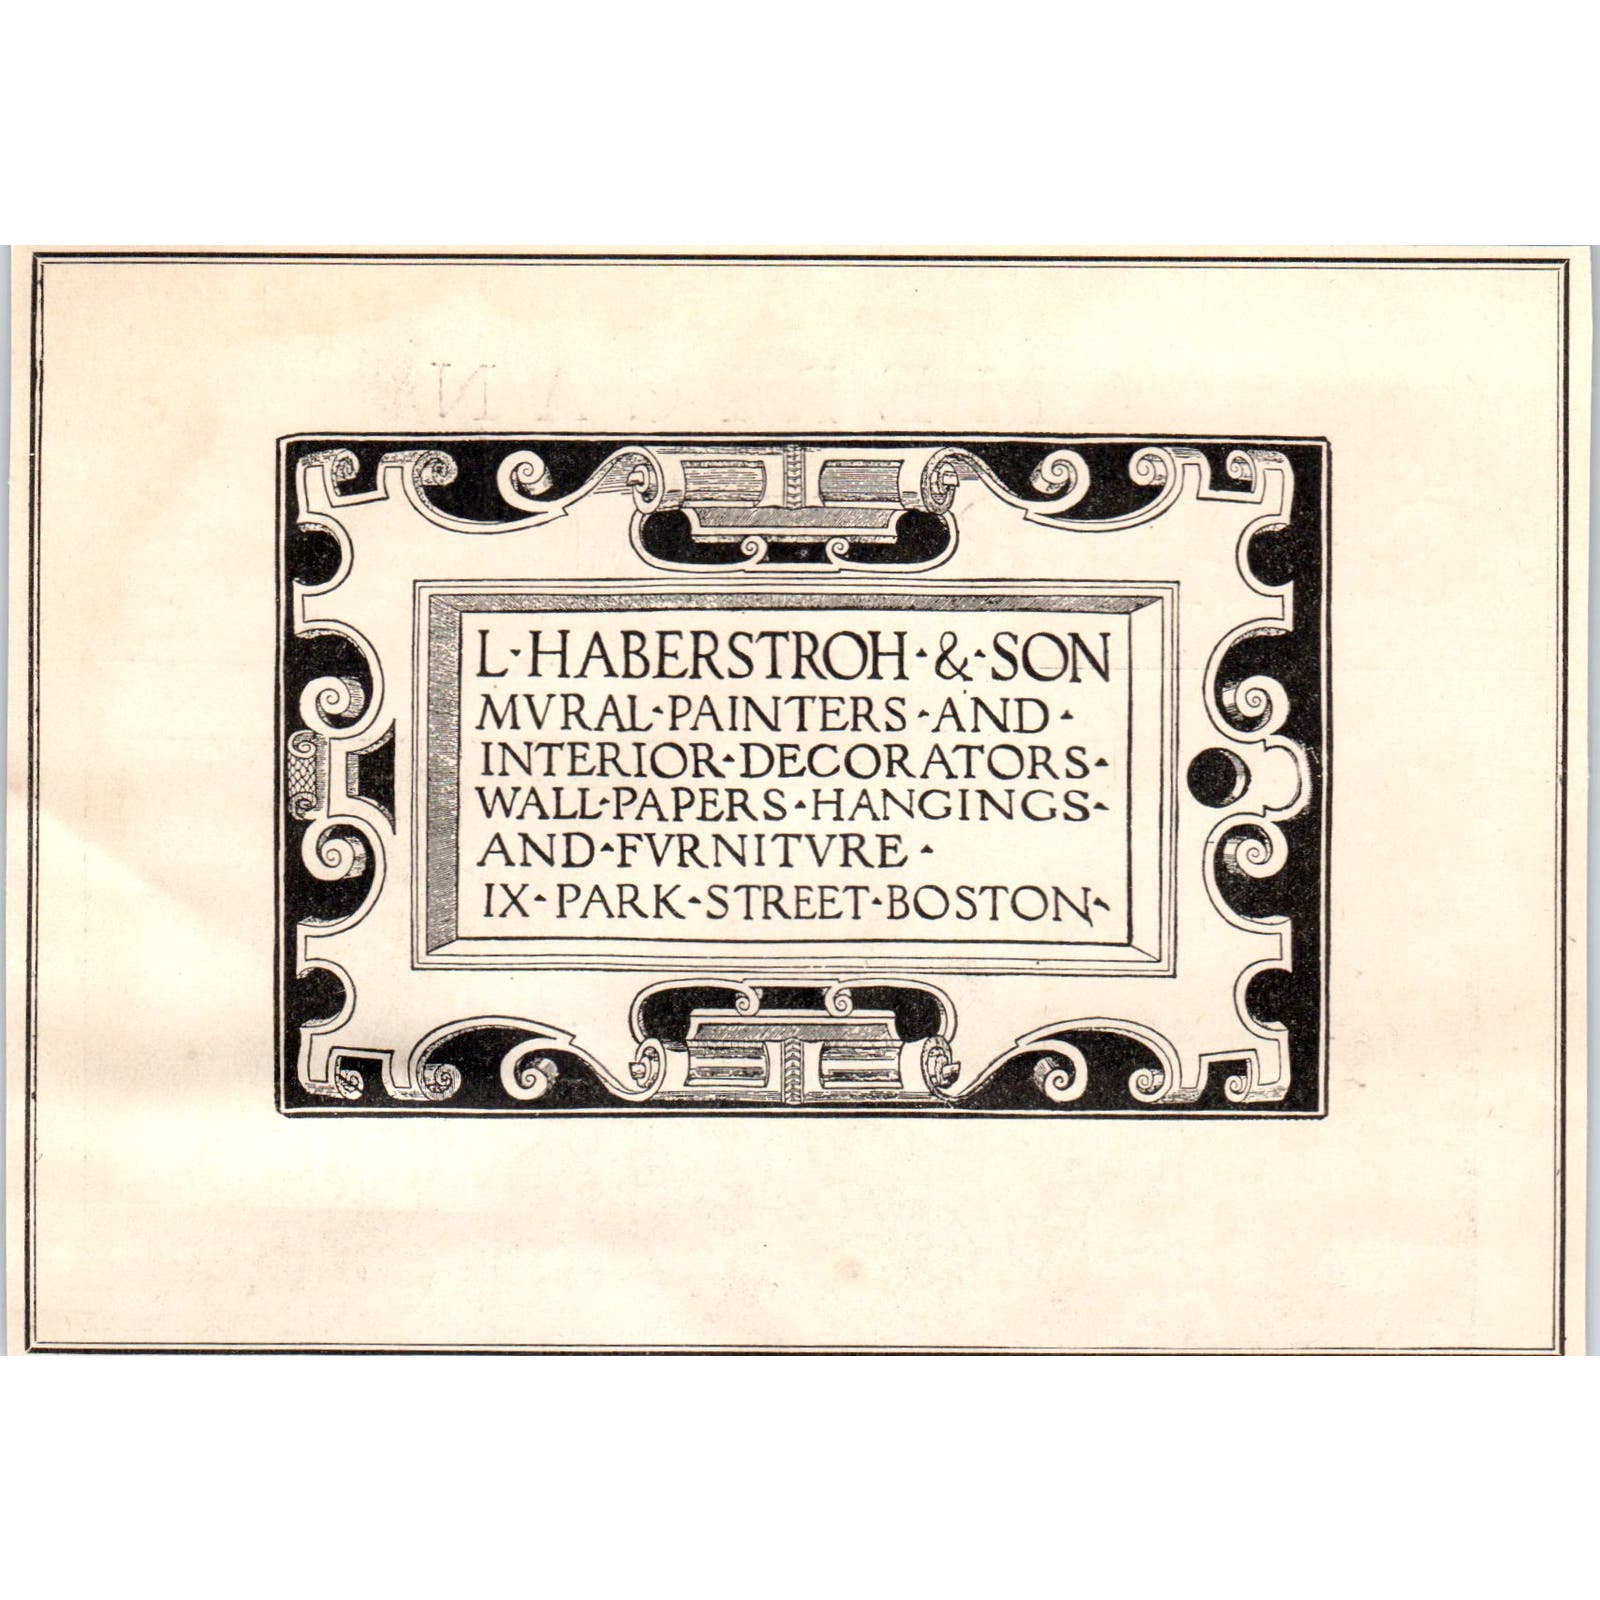 L·HABERSTROH·&·SON
MVRAL·PAINTERS·AND·
INTERIOR·DECORATORS·
WALL·PAPERS·HANGINGS·
AND·FVRNITVRE·
IX·PARK·STREET·BOSTON·